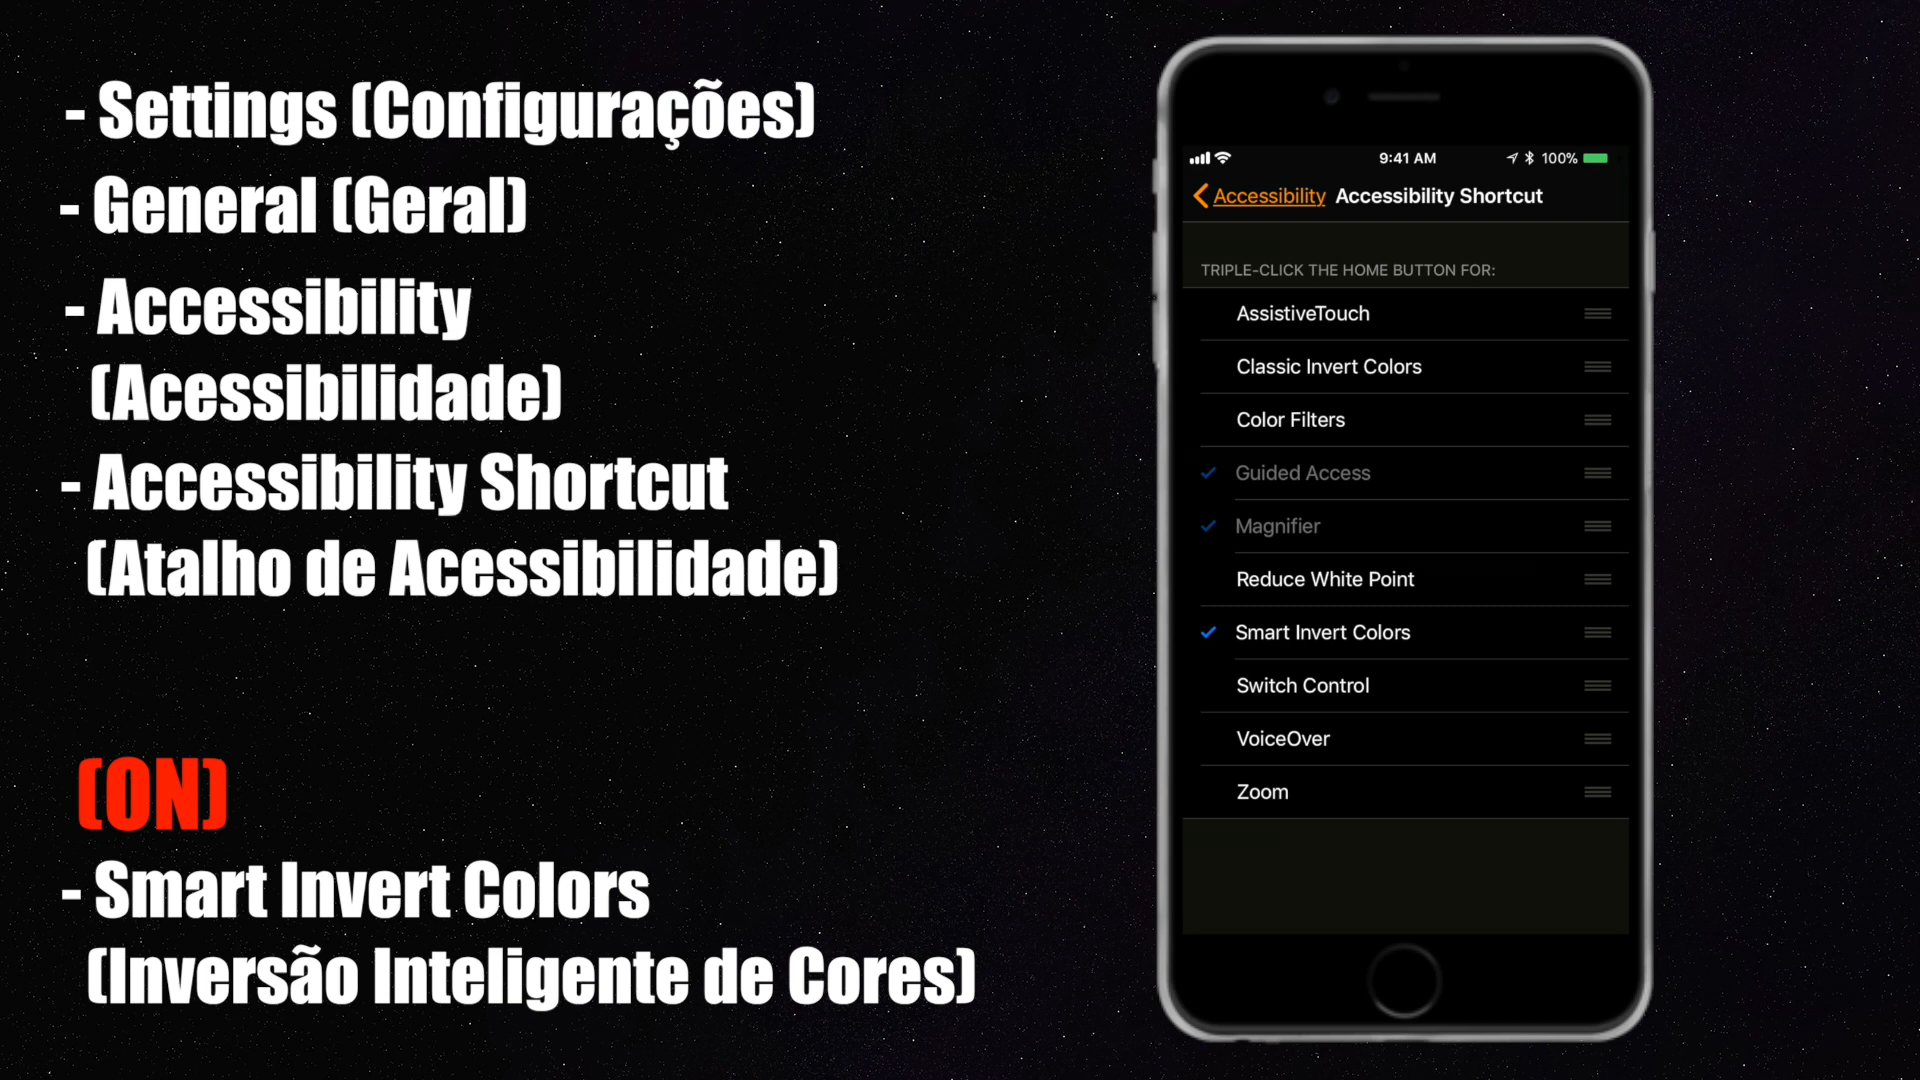 - Settings (Configurações)
- General (Geral)
- Accessibility
(Acessibilidade)
- Accessibility Shortcut
(Atalho de Acessibilidade)
(ON)
- Smart Invert Colors
(Inversão Inteligente de Cores)
9:41 AM 100%
Accessibility Accessibility Shortcut
TRIPLE-CLICK THE HOME BUTTON FOR:
AssistiveTouch
Classic Invert Colors
Color Filters
Guided Access
Magnifier
Reduce White Point
Smart Invert Colors
Switch Control
VoiceOver
Zoom